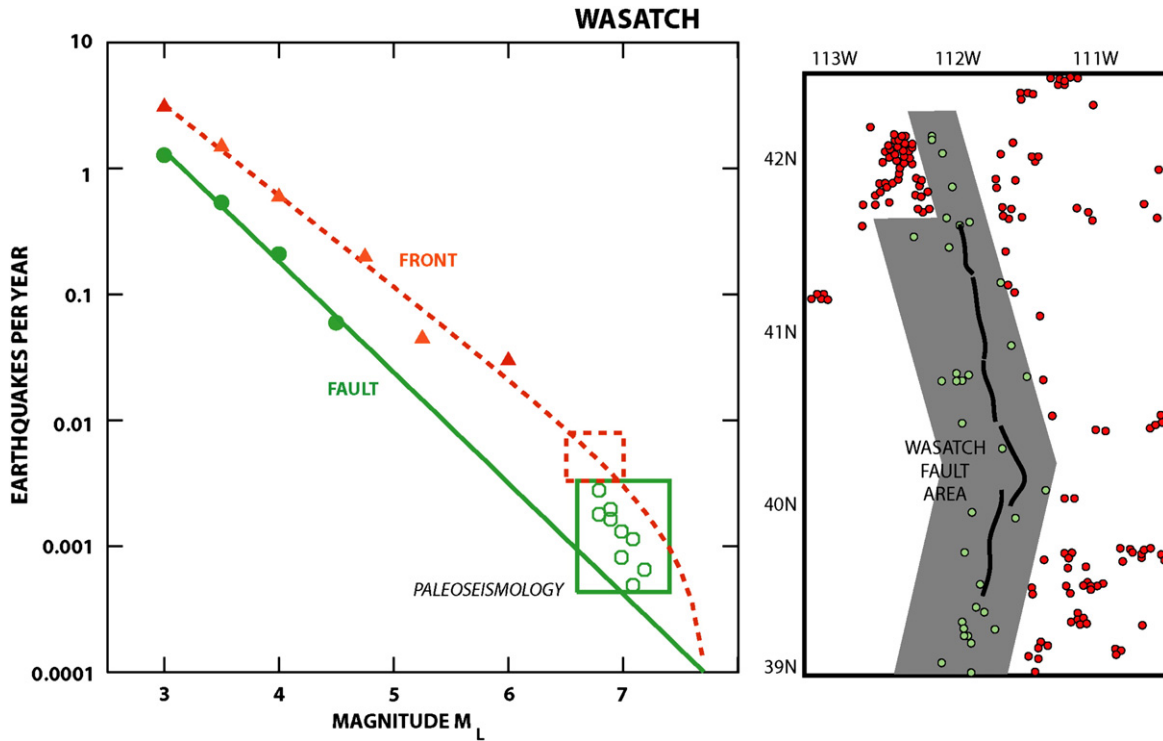 WASATCH
EARTHQUAKES PER YEAR
10
1
0.1
0.01
0.001
0.0001
FRONT
FAULT
PALEOSEISMOLOGY
3
4
5
6
7
MAGNITUDE M L
113W
112W
111W
42N
41N
40N
39N
WASATCH
FAULT
AREA